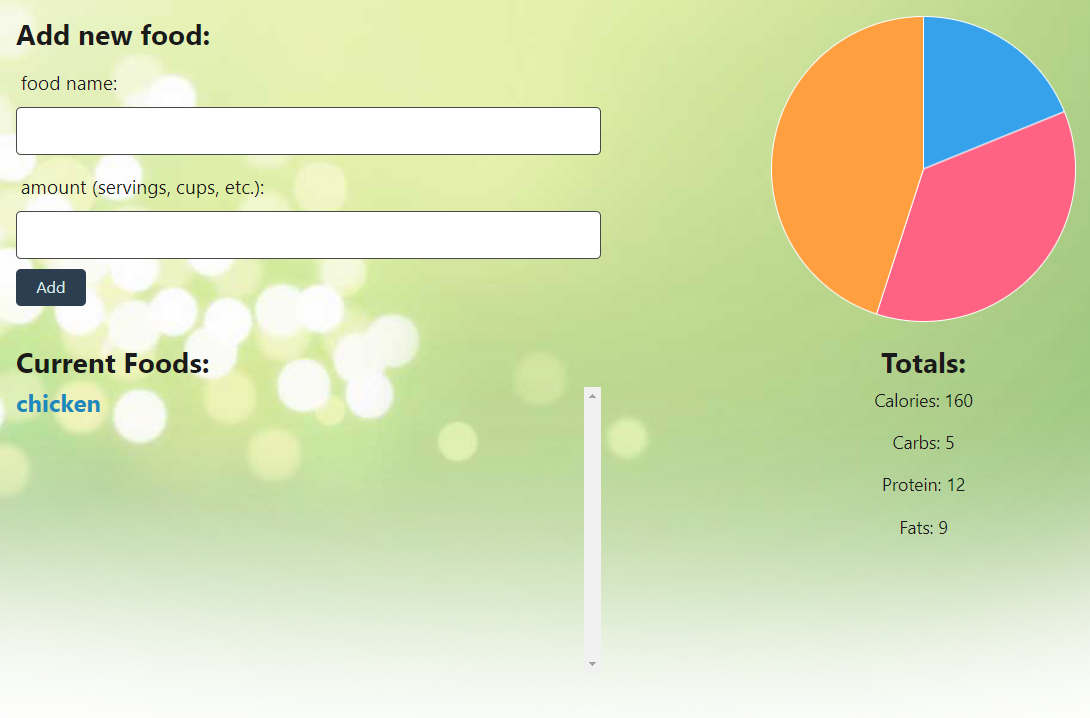 Add new food:
food name:
amount (servings, cups, etc.):
Add
Current Foods:
chicken
Totals:
Calories: 160
Carbs: 5
Protein: 12
Fats: 9